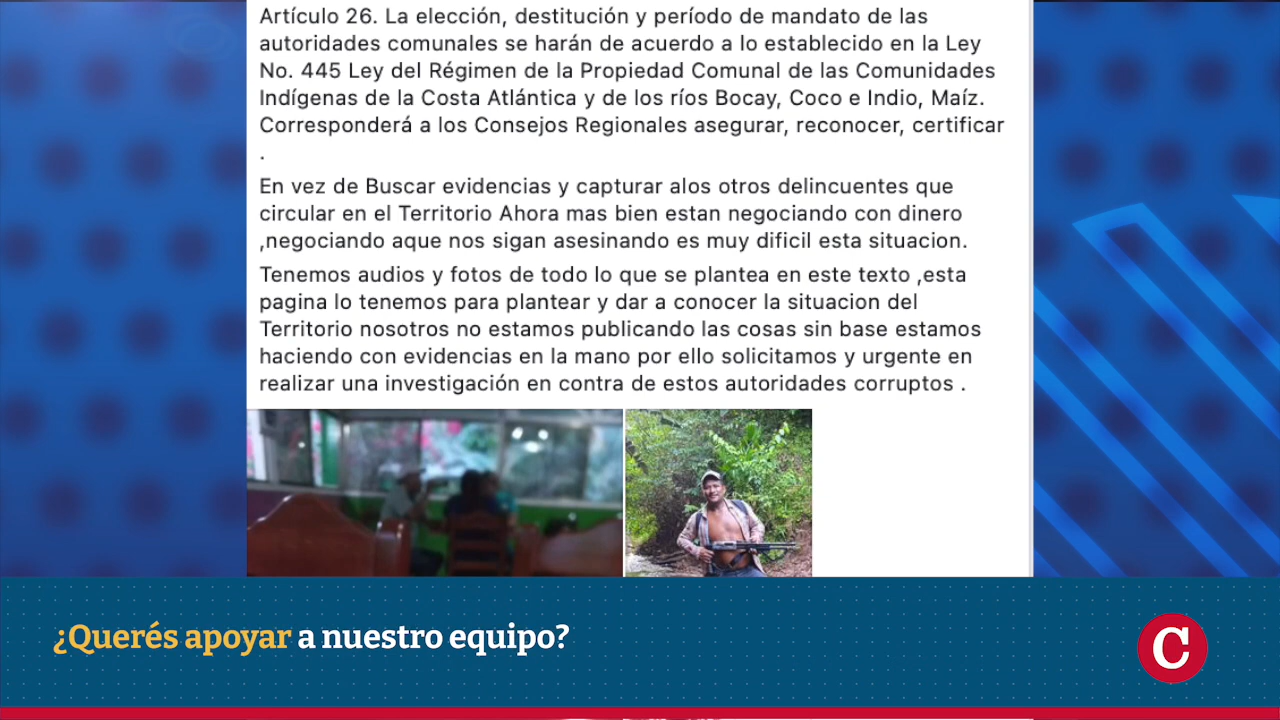 Artículo 26. La elección, destitución y período de mandato de las
autoridades comunales se harán de acuerdo a lo establecido en la Ley
No. 445 Ley del Régimen de la Propiedad Comunal de las Comunidades
Indígenas de la Costa Atlántica y de los ríos Bocay, Coco e Indio, Maíz.
Corresponderá a los Consejos Regionales asegurar, reconocer, certificar
.
En vez de Buscar evidencias y capturar alos otros delincuentes que
circular en el Territorio Ahora mas bien estan negociando con dinero
,negociando aque nos sigan asesinando es muy dificil esta situacion.
Tenemos audios y fotos de todo lo que se plantea en este texto ,esta
pagina lo tenemos para plantear y dar a conocer la situacion del
Territorio nosotros no estamos publicando las cosas sin base estamos
haciendo con evidencias en la mano por ello solicitamos y urgente en
realizar una investigación en contra de estos autoridades corruptos .
¿Querés apoyar a nuestro equipo?
C